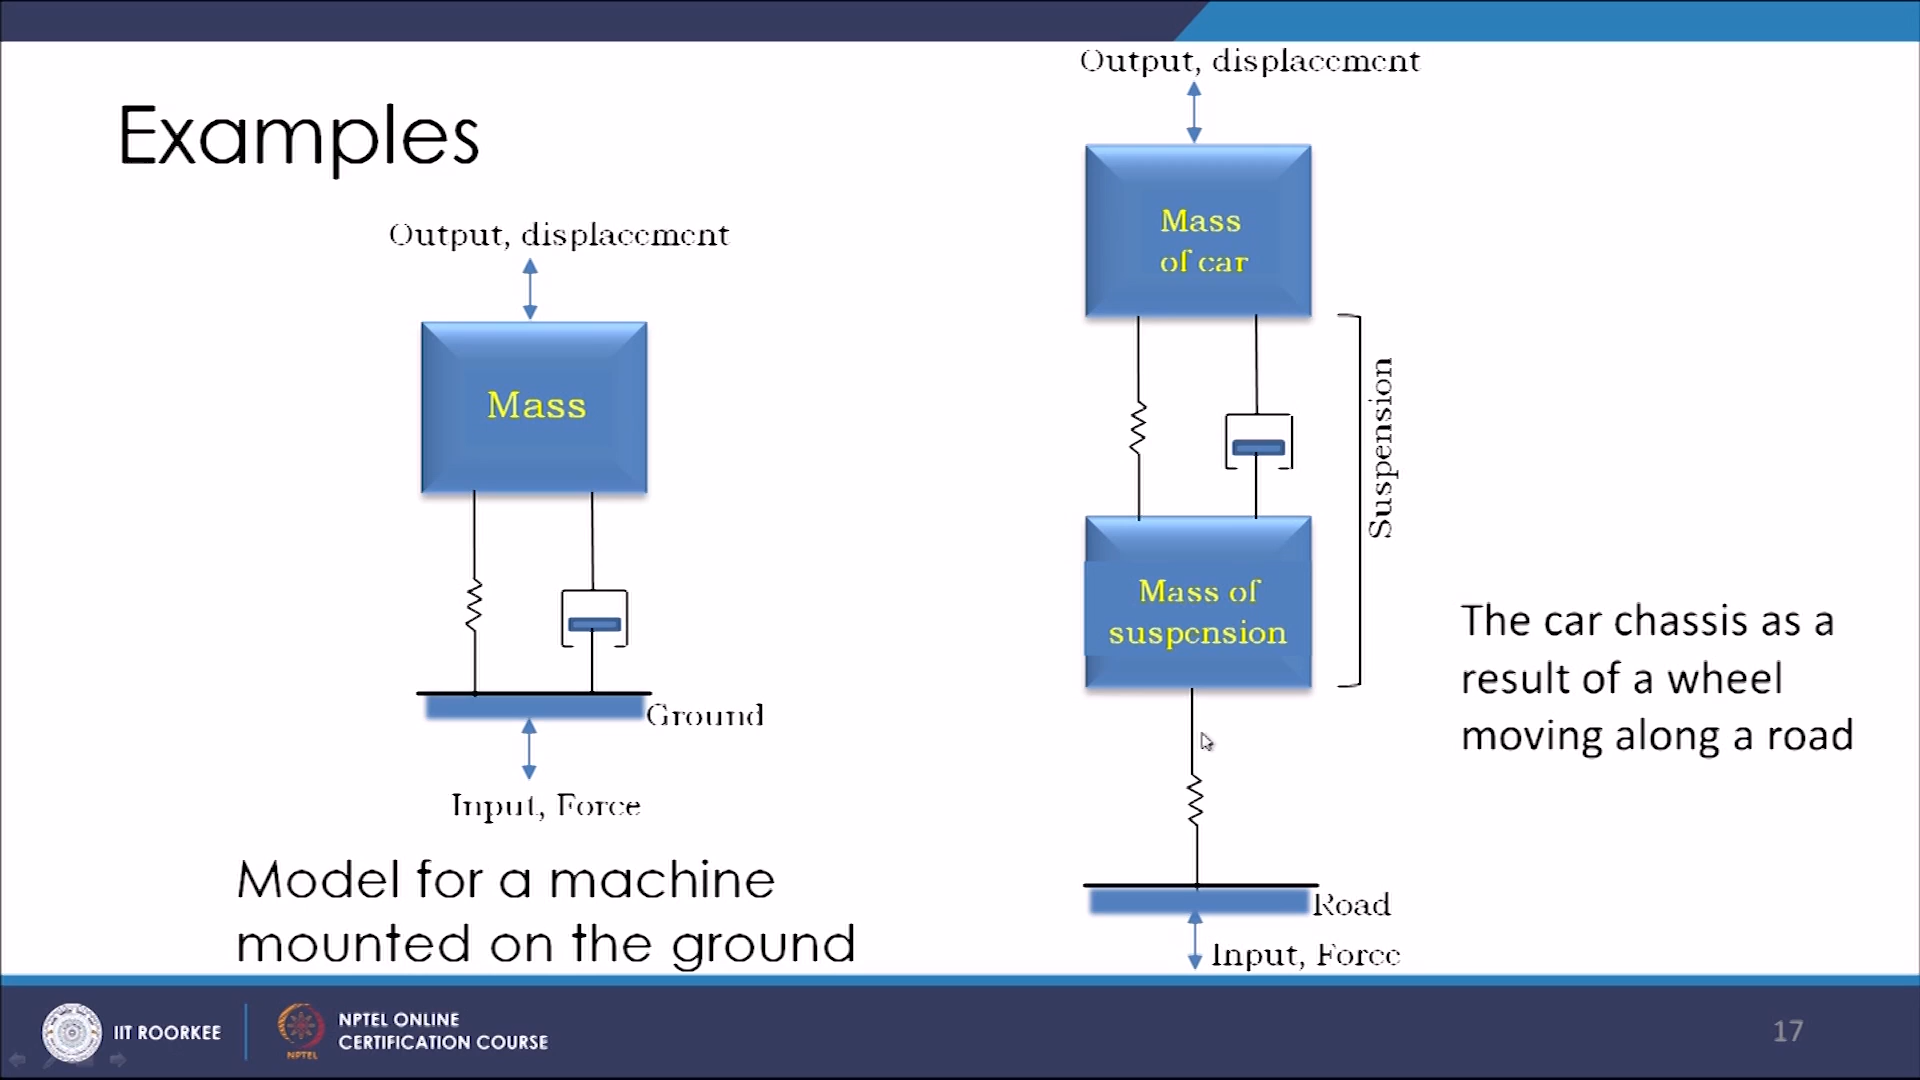 Examples
Output, displacement
Mass
Ground
Input, Force
Model for a machine
mounted on the ground
Output, displacement
Mass
of car
Suspension
Mass of
suspension
Road
Input, Force
The car chassis as a
result of a wheel
moving along a road
IIT ROORKEE
NPTEL
NPTEL ONLINE
CERTIFICATION COURSE
17